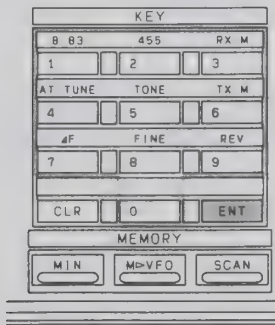 KEY
8 83 455 RX M
1 2 3
AT TUNE TONE TX M
4 5 6
⊿F FINE REV
7 8 9
CLR 0 ENT
MEMORY
MIN M▷VFO SCAN